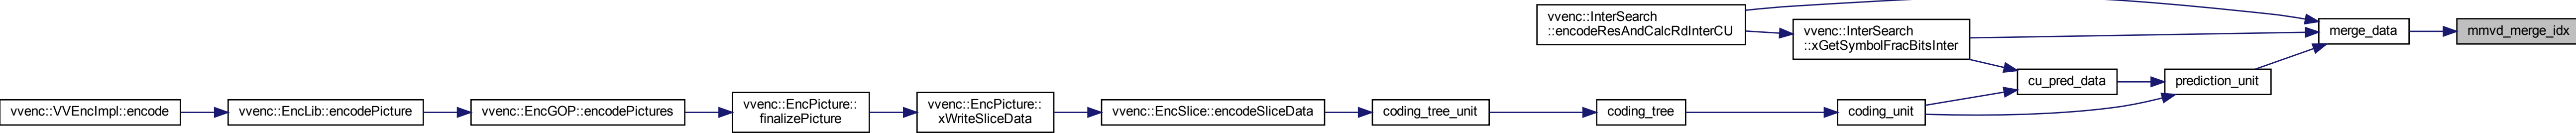 vvenc::InterSearch
::encodeResAndCalcRdInterCU
vvenc::InterSearch
::xGetSymbolFracBitsInter
merge_data
mmvd_merge_idx
cu_pred_data
prediction_unit
vvenc::VVEncImpl::encode
vvenc::EncLib::encodePicture
vvenc::EncGOP::encodePictures
vvenc::EncPicture::
finalizePicture
vvenc::EncPicture::
xWriteSliceData
vvenc::EncSlice::encodeSliceData
coding_tree_unit
coding_tree
coding_unit